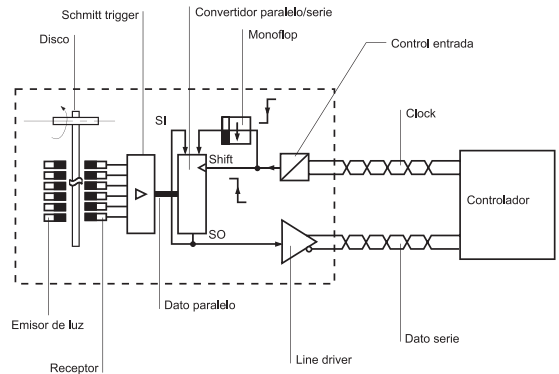 Schmitt trigger
Convertidor paralelo/serie
Disco
Monoflop
Control entrada
SI
Clock
Shift
Controlador
SO
Dato paralelo
Emisor de luz
Line driver
Dato serie
Receptor